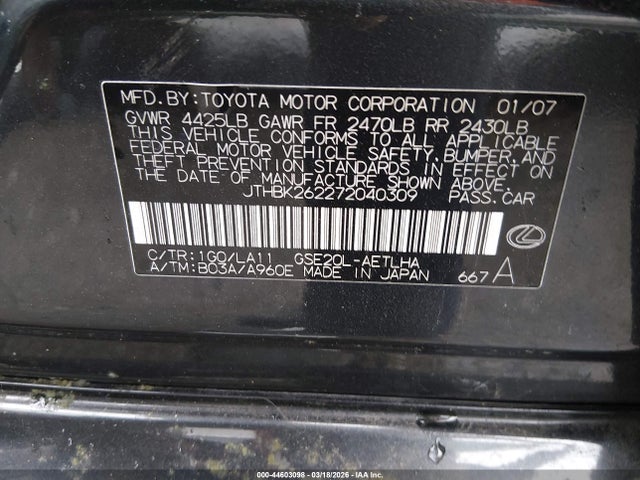 MFD. BY: TOYOTA MOTOR CORPORATION 01/07
GVWR 4425LB GAWR FR 2470LB RR 2430LB
THIS VEHICLE CONFORMS TO ALL APPLICABLE
FEDERAL MOTOR VEHICLE SAFETY, BUMPER, AND
THEFT PREVENTION STANDARDS IN EFFECT ON
THE DATE OF MANUFACTURE SHOWN ABOVE.
JTHBK262272040309 PASS. CAR
C/TR: 1G0/LA11 GSE20L-AETLHA
A/TM: B03A/A960E MADE IN JAPAN 667 A
000-44603098 - 03/18/2026 - IAA Corp.